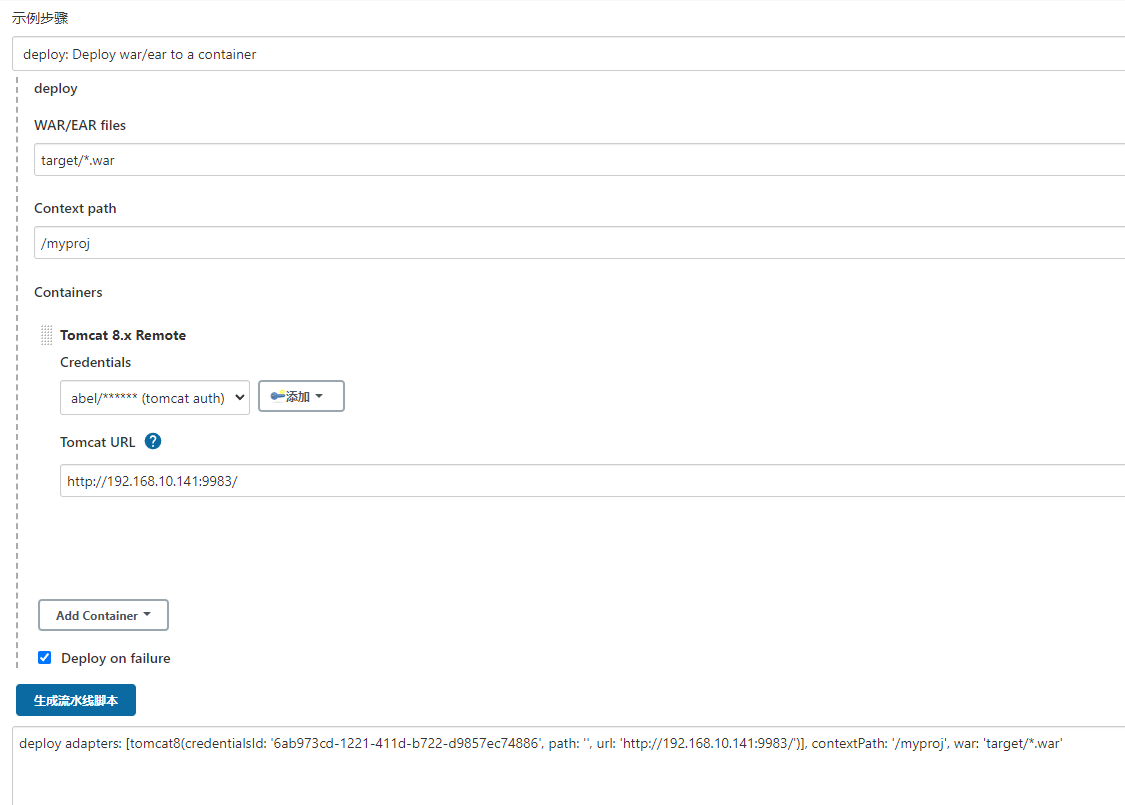 示例步骤
deploy: Deploy war/ear to a container
deploy
WAR/EAR files
target/*.war
Context path
/myproj
Containers
Tomcat 8.x Remote
Credentials
abel/****** (tomcat auth)
添加
Tomcat URL ?
http://192.168.10.141:9983/
Add Container
Deploy on failure
生成流水线脚本
deploy adapters: [tomcat8(credentialsId: '6ab973cd-1221-411d-b722-d9857ec74886', path: '', url: 'http://192.168.10.141:9983/')], contextPath: '/myproj', war: 'target/*.war'